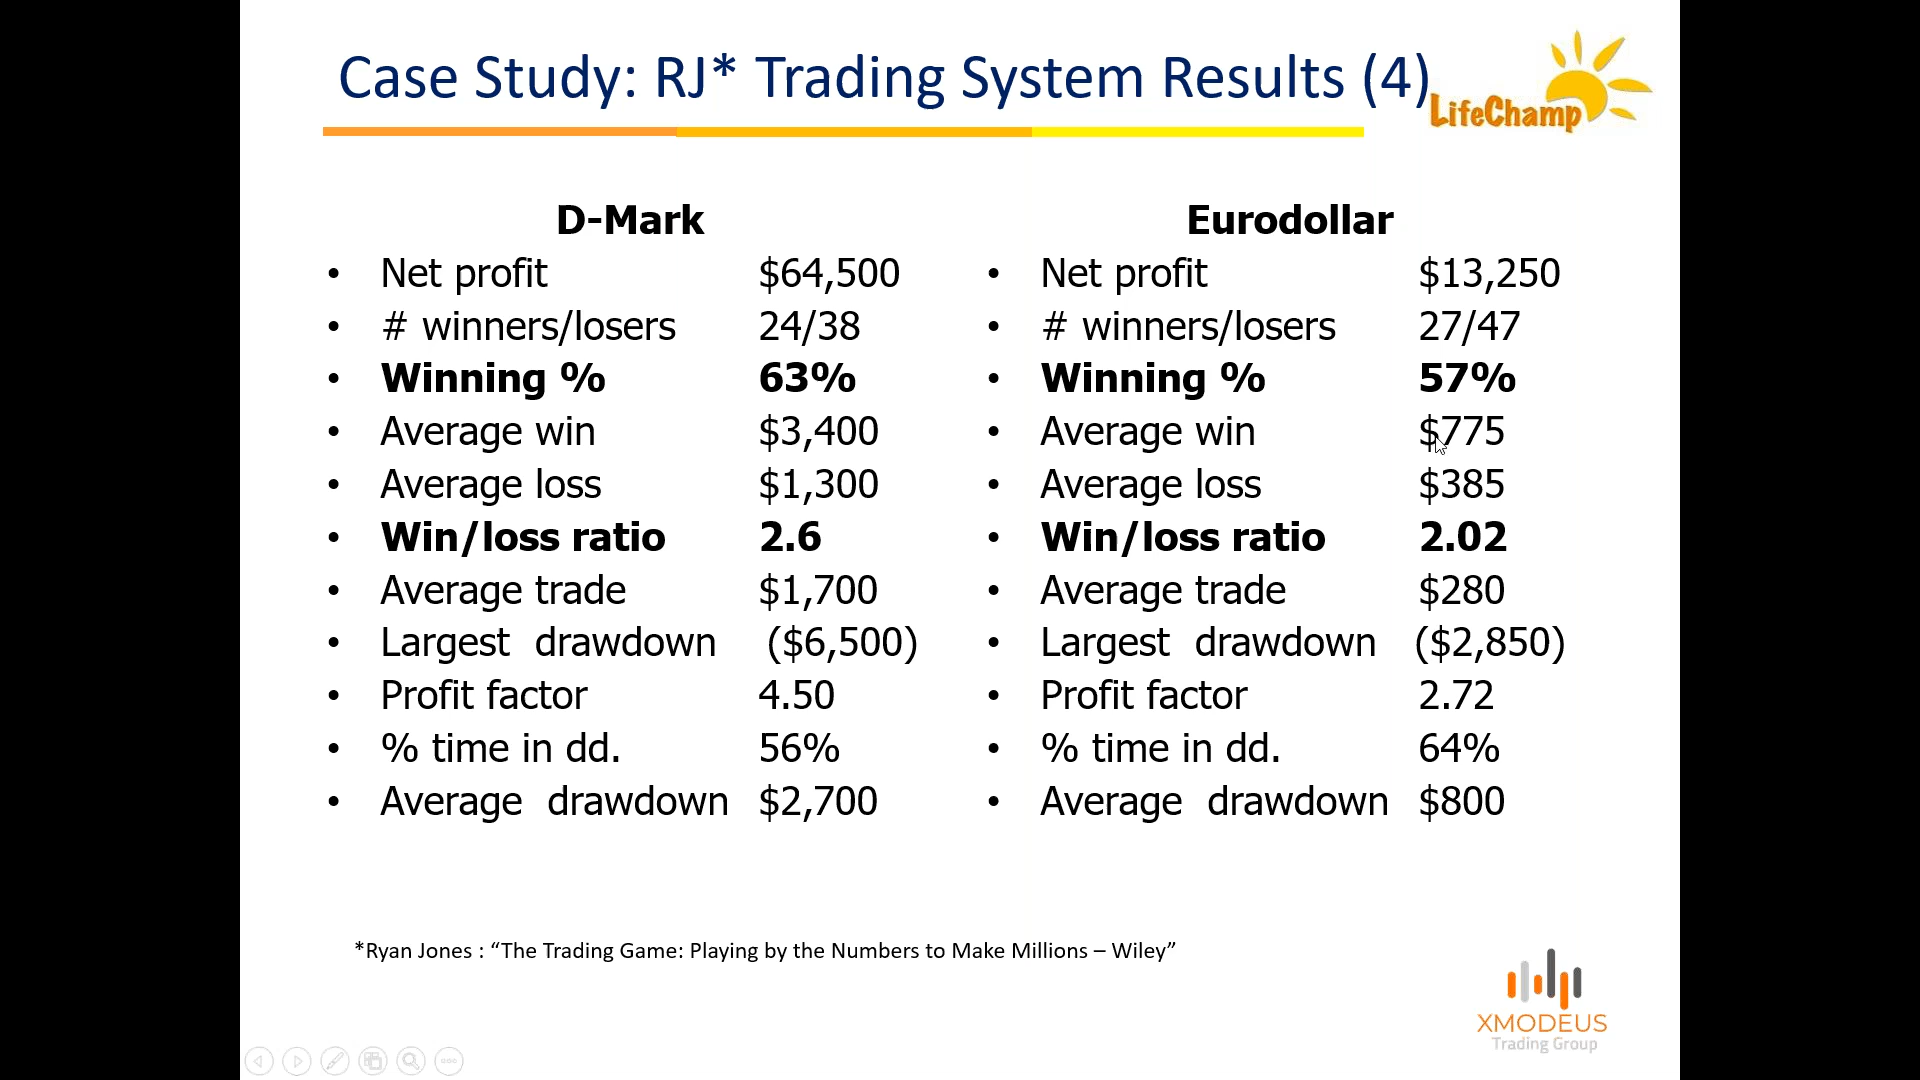 Case Study: RJ* Trading System Results (4)
LifeChamp
D-Mark
• Net profit $64,500
• # winners/losers 24/38
• Winning % 63%
• Average win $3,400
• Average loss $1,300
• Win/loss ratio 2.6
• Average trade $1,700
• Largest drawdown ($6,500)
• Profit factor 4.50
• % time in dd. 56%
• Average drawdown $2,700
Eurodollar
• Net profit $13,250
• # winners/losers 27/47
• Winning % 57%
• Average win $775
• Average loss $385
• Win/loss ratio 2.02
• Average trade $280
• Largest drawdown ($2,850)
• Profit factor 2.72
• % time in dd. 64%
• Average drawdown $800
*Ryan Jones : “The Trading Game: Playing by the Numbers to Make Millions – Wiley”
XMODEUS
Trading Group